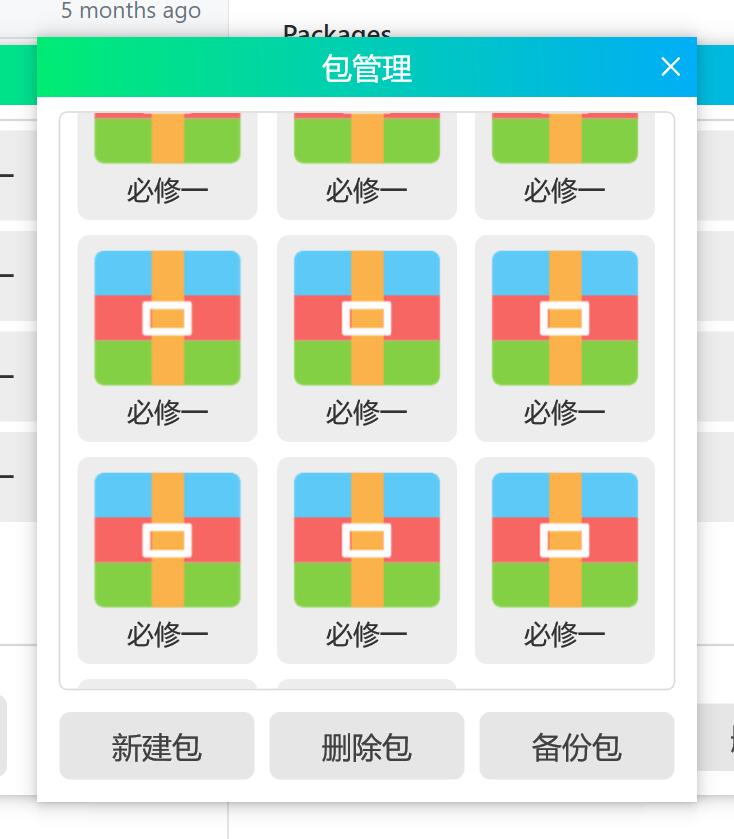 5 months ago
Packages
包管理
必修一 必修一 必修一
必修一 必修一 必修一
必修一 必修一 必修一
新建包 删除包 备份包